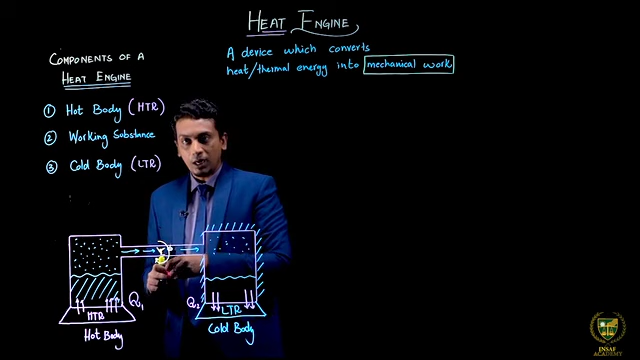 HEAT ENGINE
A device which converts
heat/thermal energy into mechanical work
COMPONENTS OF A
HEAT ENGINE
① Hot Body (HTR)
② Working Substance
③ Cold Body (LTR)
Q1
HTR
Hot Body
Q2
LTR
Cold Body
INSAF
ACADEMY